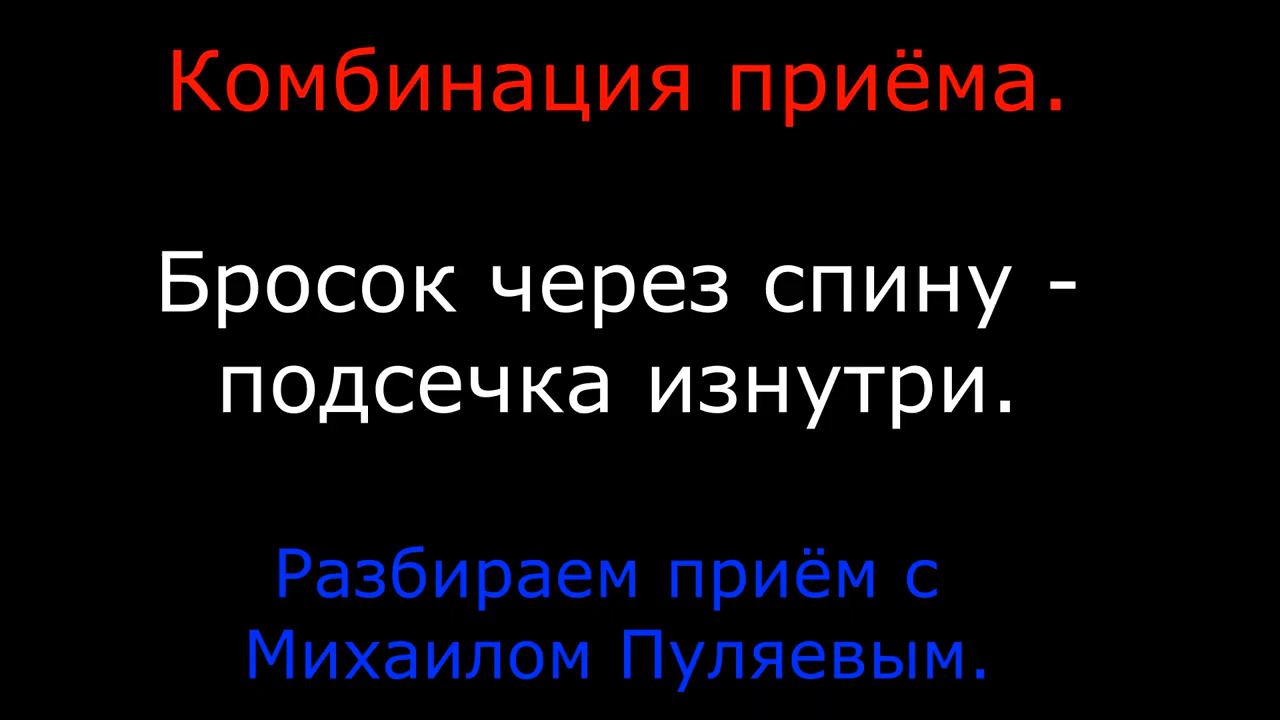 Комбинация приёма.
Бросок через спину -
подсечка изнутри.
Разбираем приём с
Михаилом Пуляевым.